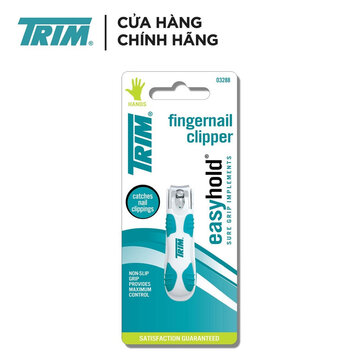 TRIM®
CỬA HÀNG
CHÍNH HÃNG
HANDS
03288
TRIM®
fingernail
clipper
easyhold®
SURE GRIP IMPLEMENTS
catches
nail
clippings
TRIM
NON-SLIP
GRIP
PROVIDES
MAXIMUM
CONTROL
SATISFACTION GUARANTEED